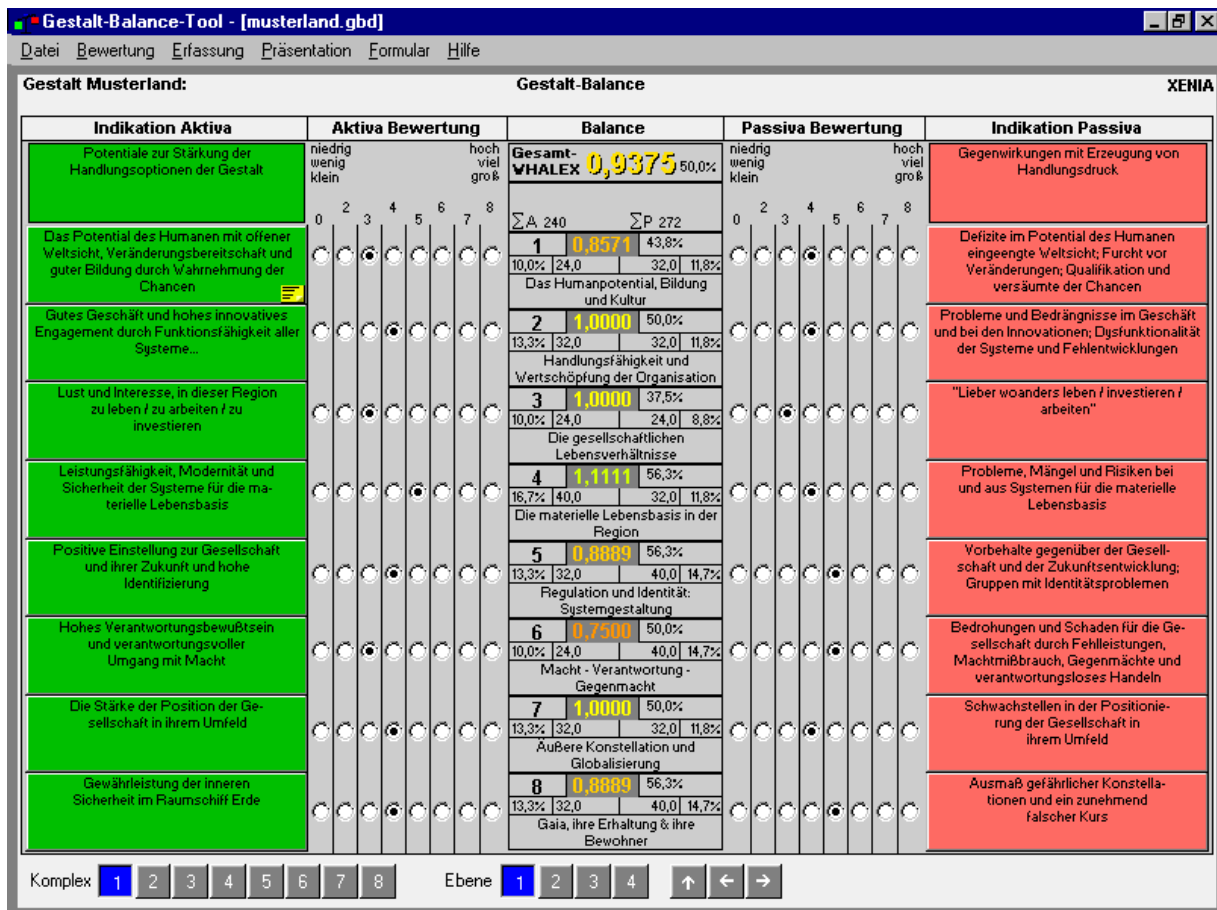 Gestalt-Balance-Tool - [musterland.gbd]
Datei Bewertung Erfassung Präsentation Formular Hilfe
Gestalt Musterland: Gestalt-Balance XENIA
Indikation Aktiva Aktiva Bewertung Balance Passiva Bewertung Indikation Passiva
Potentiale zur Stärkung der
Handlungsoptionen der Gestalt
niedrig hoch
wenig viel
klein groß
0 2 3 4 5 6 7 8
Gesamt-
WHALEX 0,9375 50,0%
∑A 240 ∑P 272
niedrig hoch
wenig viel
klein groß
0 2 3 4 5 6 7 8
Gegenwirkungen mit Erzeugung von
Handlungsdruck
Das Potential des Humanen mit offener
Weltsicht, Veränderungsbereitschaft und
guter Bildung durch Wahrnehmung der
Chancen
1 0,8571 43,8%
10,0% 24,0 32,0 11,8%
Das Humanpotential, Bildung
und Kultur
Defizite im Potential des Humanen
eingeengte Weltsicht; Furcht vor
Veränderungen; Qualifikation und
versäumte der Chancen
Gutes Geschäft und hohes innovatives
Engagement durch Funktionsfähigkeit aller
Systeme...
2 1,0000 50,0%
13,3% 32,0 32,0 11,8%
Handlungsfähigkeit und
Wertschöpfung der Organisation
Probleme und Bedrängnisse im Geschäft
und bei den Innovationen; Dysfunktionalität
der Systeme und Fehlentwicklungen
Lust und Interesse, in dieser Region
zu leben / zu arbeiten / zu
investieren
3 1,0000 37,5%
10,0% 24,0 24,0 8,8%
Die gesellschaftlichen
Lebensverhältnisse
"Lieber woanders leben / investieren /
arbeiten"
Leistungsfähigkeit, Modernität und
Sicherheit der Systeme für die ma-
terielle Lebensbasis
4 1,1111 56,3%
16,7% 40,0 32,0 11,8%
Die materielle Lebensbasis in der
Region
Probleme, Mängel und Risiken bei
und aus Systemen für die materielle
Lebensbasis
Positive Einstellung zur Gesellschaft
und ihrer Zukunft und hohe
Identifizierung
5 0,8889 56,3%
13,3% 32,0 40,0 14,7%
Regulation und Identität:
Systemgestaltung
Vorbehalte gegenüber der Gesell-
schaft und der Zukunftsentwicklung;
Gruppen mit Identitätsproblemen
Hohes Verantwortungsbewußtsein
und verantwortungsvoller
Umgang mit Macht
6 0,7500 50,0%
10,0% 24,0 40,0 14,7%
Macht - Verantwortung -
Gegenmacht
Bedrohungen und Schaden für die Ge-
sellschaft durch Fehlleistungen,
Machtmißbrauch, Gegenmächte und
verantwortungsloses Handeln
Die Stärke der Position der Ge-
sellschaft in ihrem Umfeld
7 1,0000 50,0%
13,3% 32,0 32,0 11,8%
Äußere Konstellation und
Globalisierung
Schwachstellen in der Positionie-
rung der Gesellschaft in
ihrem Umfeld
Gewährleistung der inneren
Sicherheit im Raumschiff Erde
8 0,8889 56,3%
13,3% 32,0 40,0 14,7%
Gaia, ihre Erhaltung & ihre
Bewohner
Ausmaß gefährlicher Konstella-
tionen und ein zunehmend
falscher Kurs
Komplex 1 2 3 4 5 6 7 8 Ebene 1 2 3 4 ↑ ← →